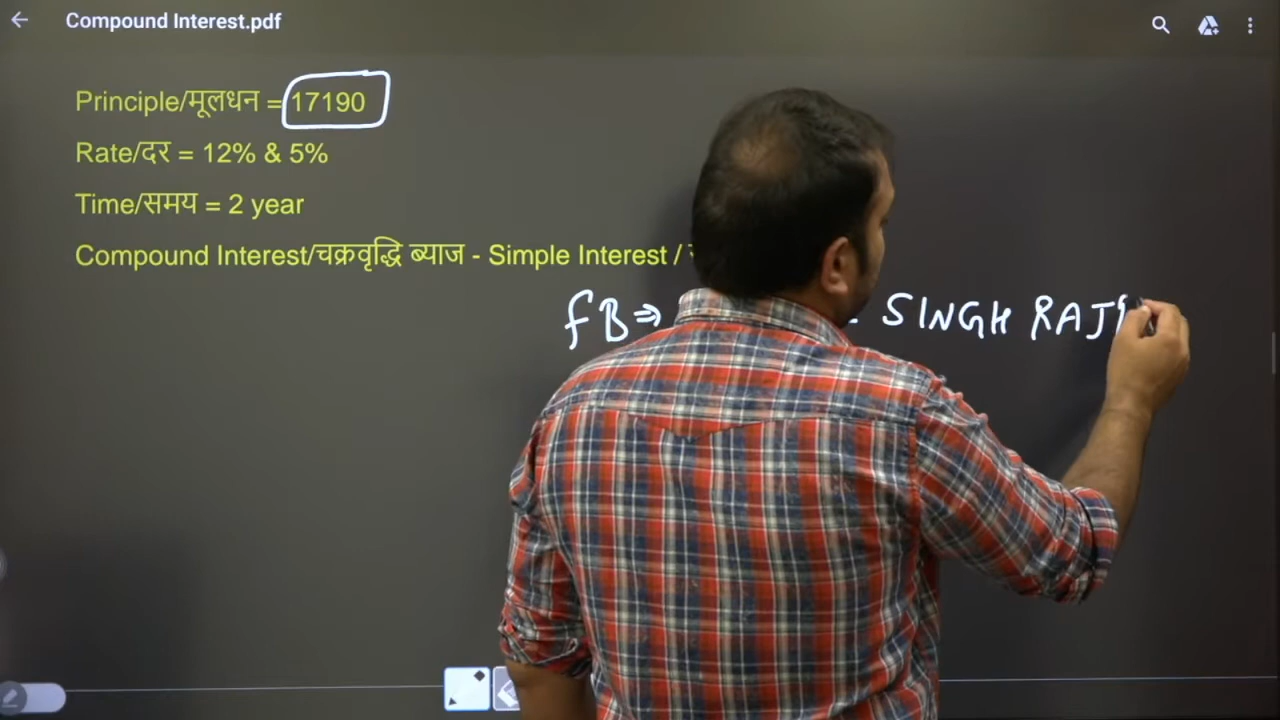 Compound Interest.pdf
Principle/मूलधन = 17190
Rate/दर = 12% & 5%
Time/समय = 2 year
Compound Interest/चक्रवृद्धि ब्याज - Simple Interest /
FB⇒ SINGH